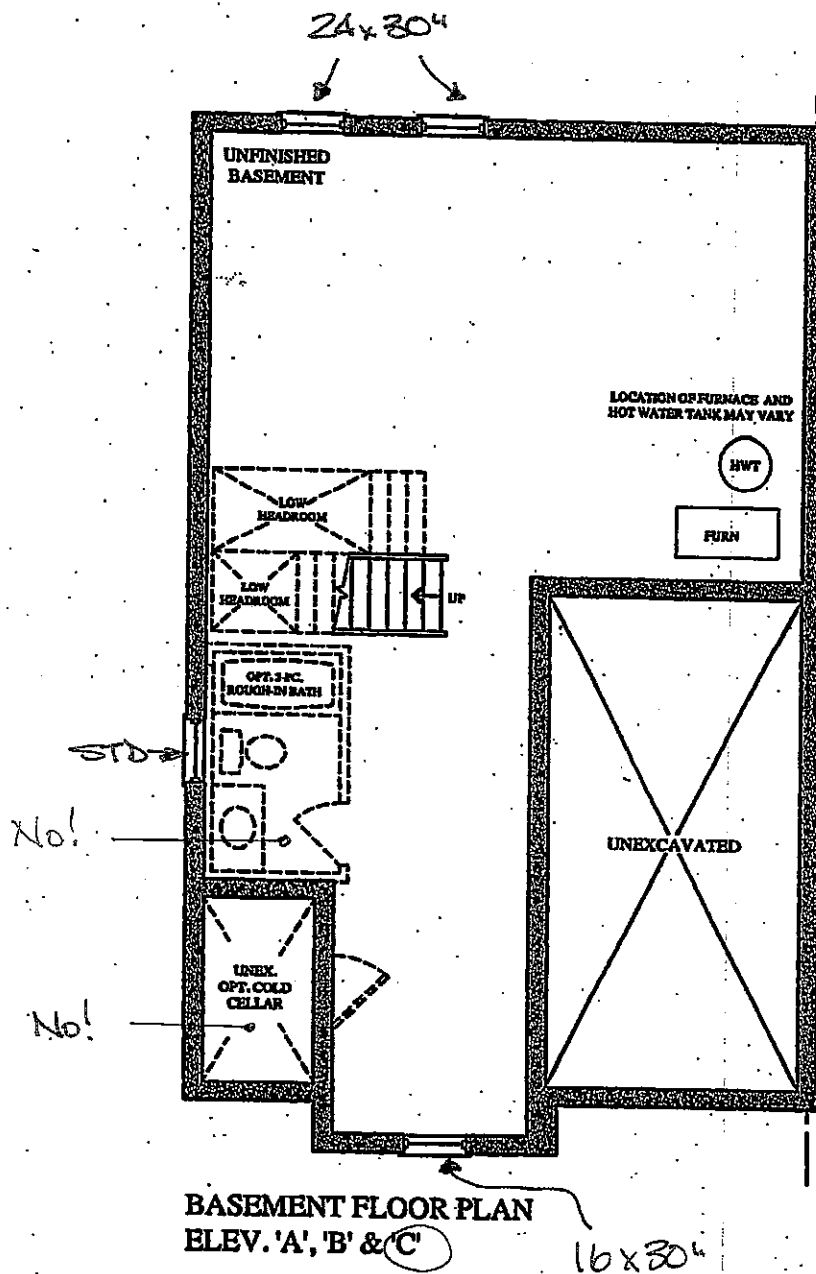 24x30"
UNFINISHED
BASEMENT
LOCATION OF FURNACE AND
HOT WATER TANK MAY VARY
HWT
LOW
HEADROOM
FURN
LOW
HEADROOM
UP
OPT. 3-PC.
ROUGH-IN BATH
STD
No!
UNEXCAVATED
UNEX.
OPT. COLD
CELLAR
No!
BASEMENT FLOOR PLAN
ELEV. 'A', 'B' & 'C'
16x30"